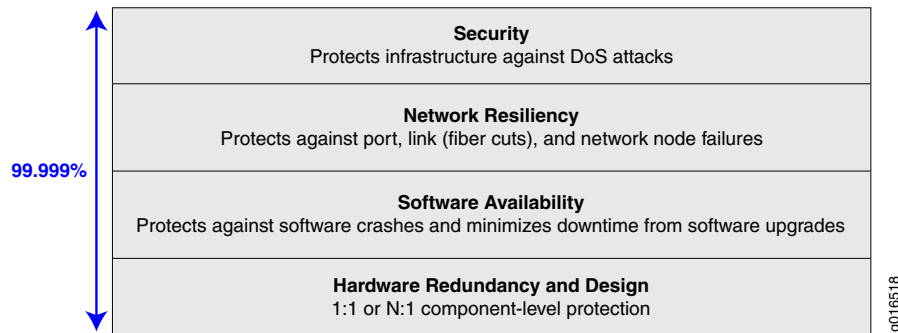 Security
Protects infrastructure against DoS attacks
Network Resiliency
Protects against port, link (fiber cuts), and network node failures
99.999%
Software Availability
Protects against software crashes and minimizes downtime from software upgrades
Hardware Redundancy and Design
1:1 or N:1 component-level protection
g016518